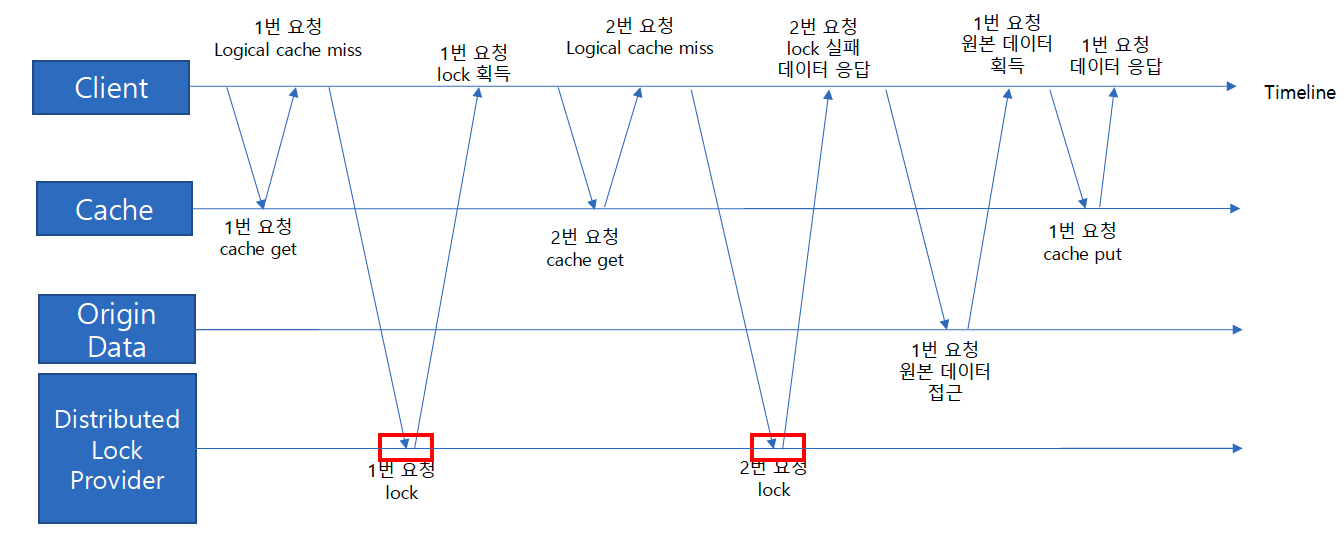 1번 요청
Logical cache miss
1번 요청
lock 획득
2번 요청
Logical cache miss
2번 요청
lock 실패
데이터 응답
1번 요청
원본 데이터
획득
1번 요청
데이터 응답
Client
Timeline
Cache
1번 요청
cache get
2번 요청
cache get
1번 요청
cache put
Origin
Data
1번 요청
원본 데이터
접근
Distributed
Lock
Provider
1번 요청
lock
2번 요청
lock